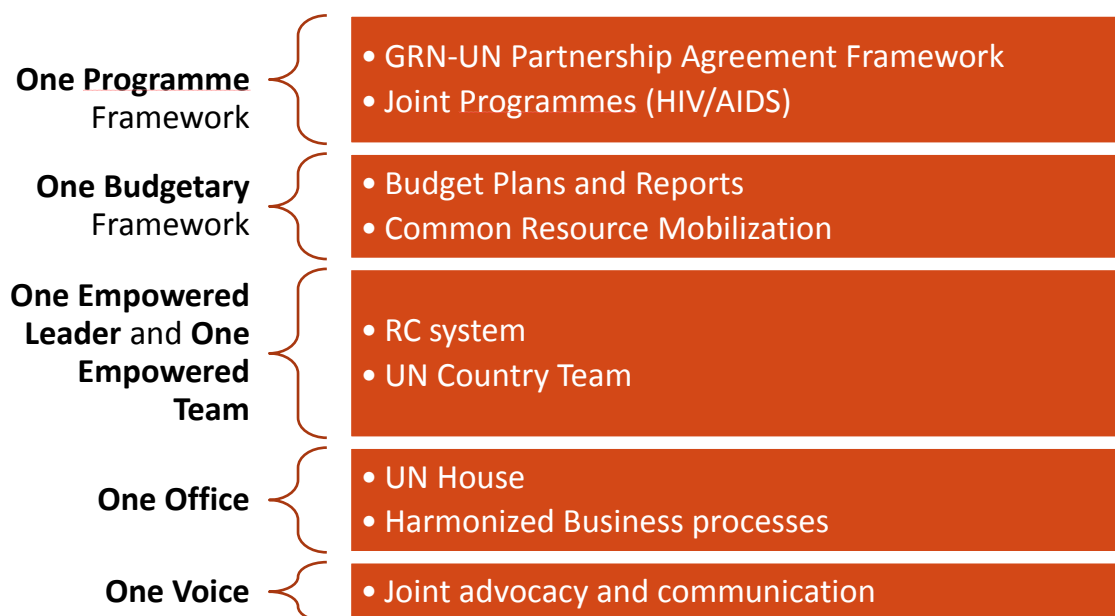 One Programme
Framework
• GRN-UN Partnership Agreement Framework
• Joint Programmes (HIV/AIDS)
One Budgetary
Framework
• Budget Plans and Reports
• Common Resource Mobilization
One Empowered
Leader and One
Empowered
Team
• RC system
• UN Country Team
One Office
• UN House
• Harmonized Business processes
One Voice
• Joint advocacy and communication